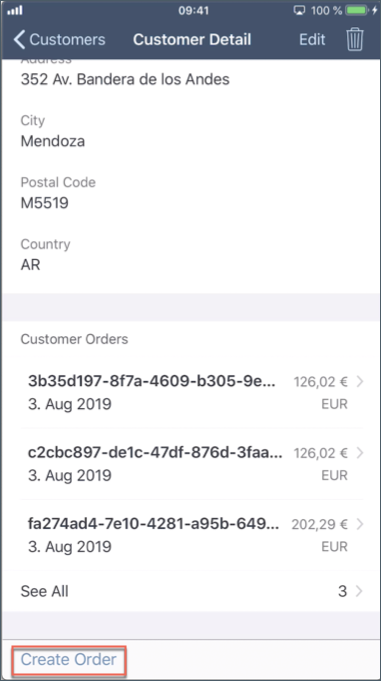 09:41
100 %
Customers
Customer Detail
Edit
Address
352 Av. Bandera de los Andes
City
Mendoza
Postal Code
M5519
Country
AR
Customer Orders
3b35d197-8f7a-4609-b305-9e...
126,02 €
3. Aug 2019
EUR
c2cbc897-de1c-47df-876d-3faa...
126,02 €
3. Aug 2019
EUR
fa274ad4-7e10-4281-a95b-649...
202,29 €
3. Aug 2019
EUR
See All
3
Create Order